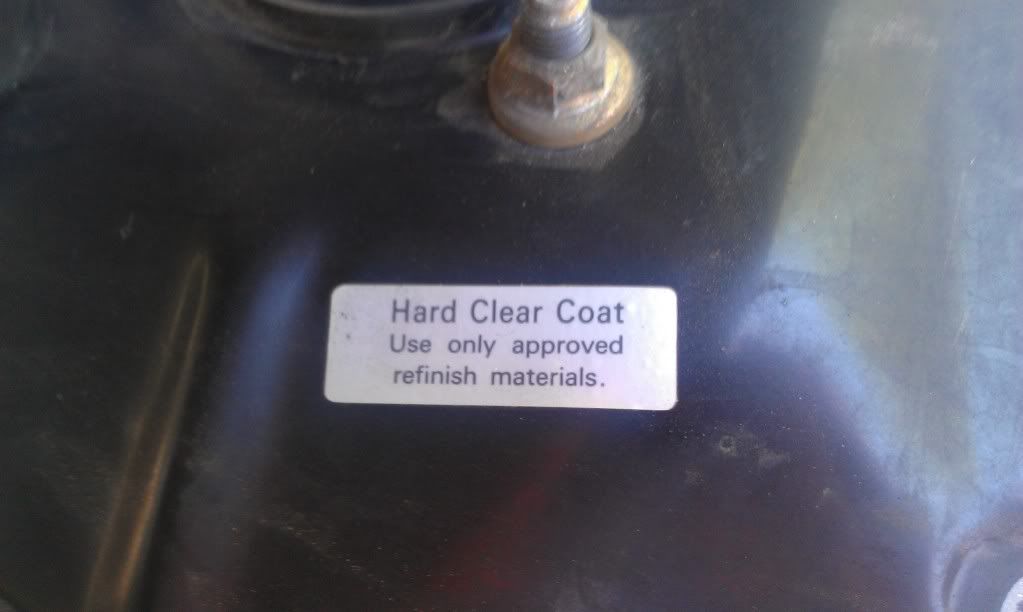 Hard Clear Coat
Use only approved
refinish materials.